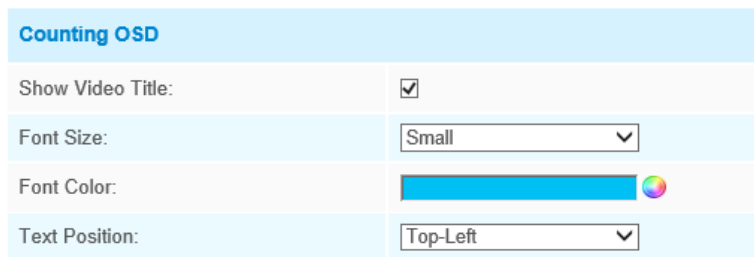 Counting OSD
Show Video Title:
Font Size: Small
Font Color:
Text Position: Top-Left